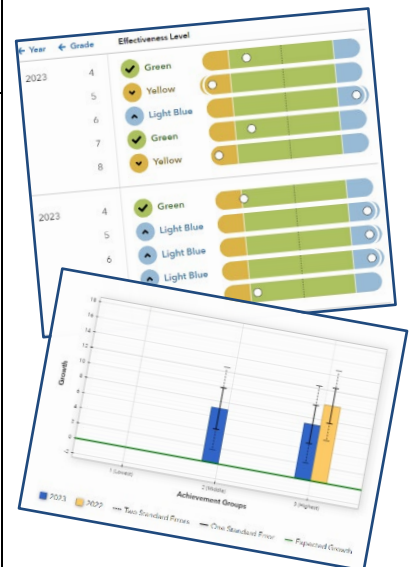 ← Year ← Grade Effectiveness Level
2023 4 Green
5 Yellow
6 Light Blue
7 Green
8 Yellow
2023 4 Green
5 Light Blue
6 Light Blue
Light Blue
18
16
14
12
10
8
6
4
2
0
-2
Growth
1 (Lowest) 2 (Middle) 3 (Highest)
Achievement Groups
2023 2022 Two Standard Errors One Standard Error Expected Growth